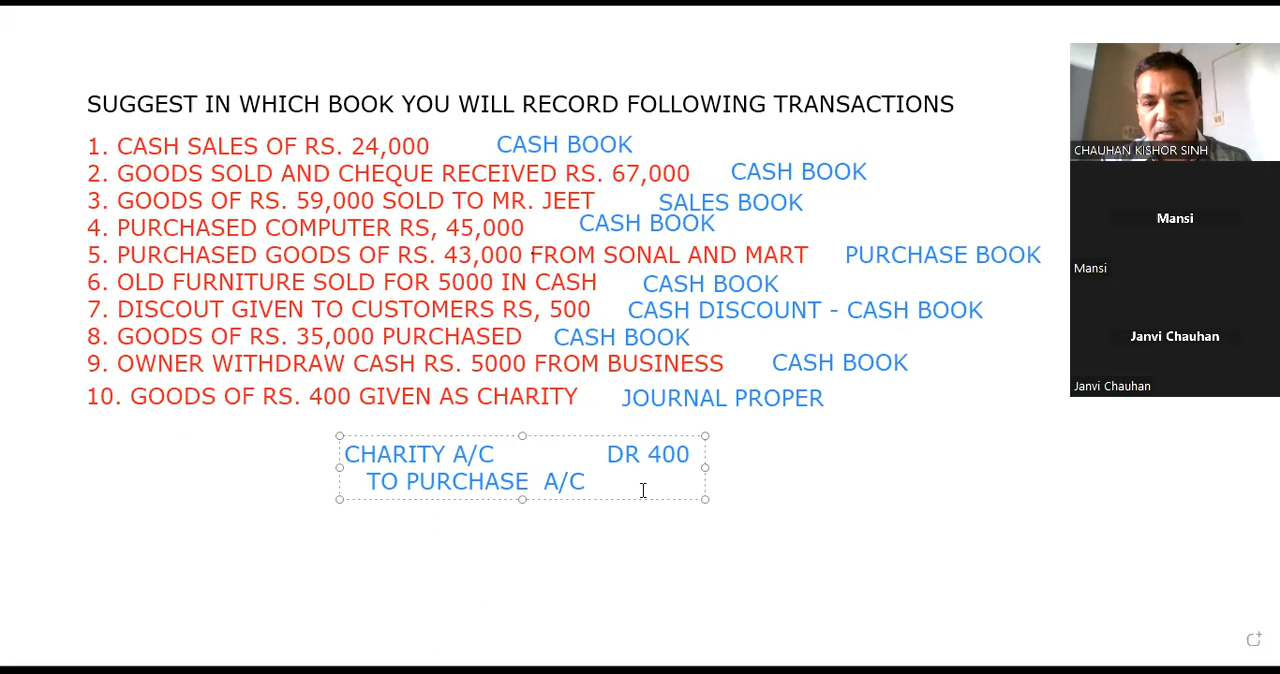 SUGGEST IN WHICH BOOK YOU WILL RECORD FOLLOWING TRANSACTIONS
1. CASH SALES OF RS. 24,000 CASH BOOK
2. GOODS SOLD AND CHEQUE RECEIVED RS. 67,000 CASH BOOK
3. GOODS OF RS. 59,000 SOLD TO MR. JEET SALES BOOK
4. PURCHASED COMPUTER RS, 45,000 CASH BOOK
5. PURCHASED GOODS OF RS. 43,000 FROM SONAL AND MART PURCHASE BOOK
6. OLD FURNITURE SOLD FOR 5000 IN CASH CASH BOOK
7. DISCOUT GIVEN TO CUSTOMERS RS, 500 CASH DISCOUNT - CASH BOOK
8. GOODS OF RS. 35,000 PURCHASED CASH BOOK
9. OWNER WITHDRAW CASH RS. 5000 FROM BUSINESS CASH BOOK
10. GOODS OF RS. 400 GIVEN AS CHARITY JOURNAL PROPER
CHARITY A/C DR 400
TO PURCHASE A/C
CHAUHAN KISHOR SINH
Mansi
Mansi
Janvi Chauhan
Janvi Chauhan